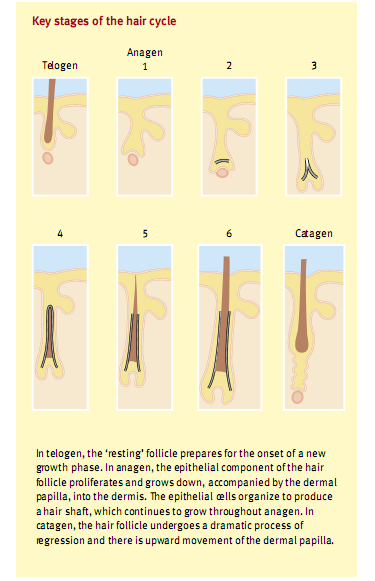 Key stages of the hair cycle
Telogen
Anagen
1
2
3
4
5
6
Catagen
In telogen, the 'resting' follicle prepares for the onset of a new
growth phase. In anagen, the epithelial component of the hair
follicle proliferates and grows down, accompanied by the dermal
papilla, into the dermis. The epithelial cells organize to produce
a hair shaft, which continues to grow throughout anagen. In
catagen, the hair follicle undergoes a dramatic process of
regression and there is upward movement of the dermal papilla.